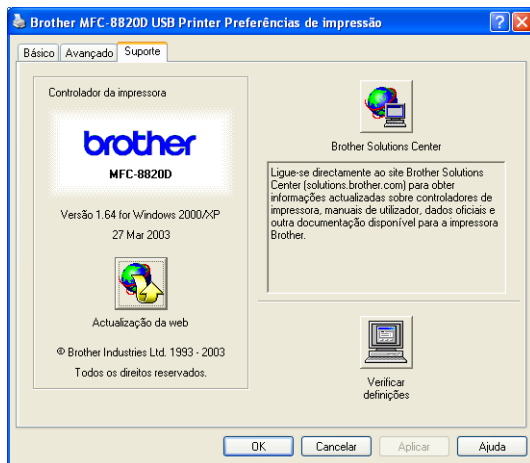 Brother MFC-8820D USB Printer Preferências de impressão
Básico Avançado Suporte
Controlador da impressora
brother
MFC-8820D
Versão 1.64 for Windows 2000/XP
27 Mar 2003
Actualização da web
© Brother Industries Ltd. 1993 - 2003
Todos os direitos reservados.
Brother Solutions Center
Ligue-se directamente ao site Brother Solutions
Center (solutions.brother.com) para obter
informações actualizadas sobre controladores de
impressora, manuais de utilizador, dados oficiais e
outra documentação disponível para a impressora
Brother.
Verificar
definições
OK Cancelar Aplicar Ajuda